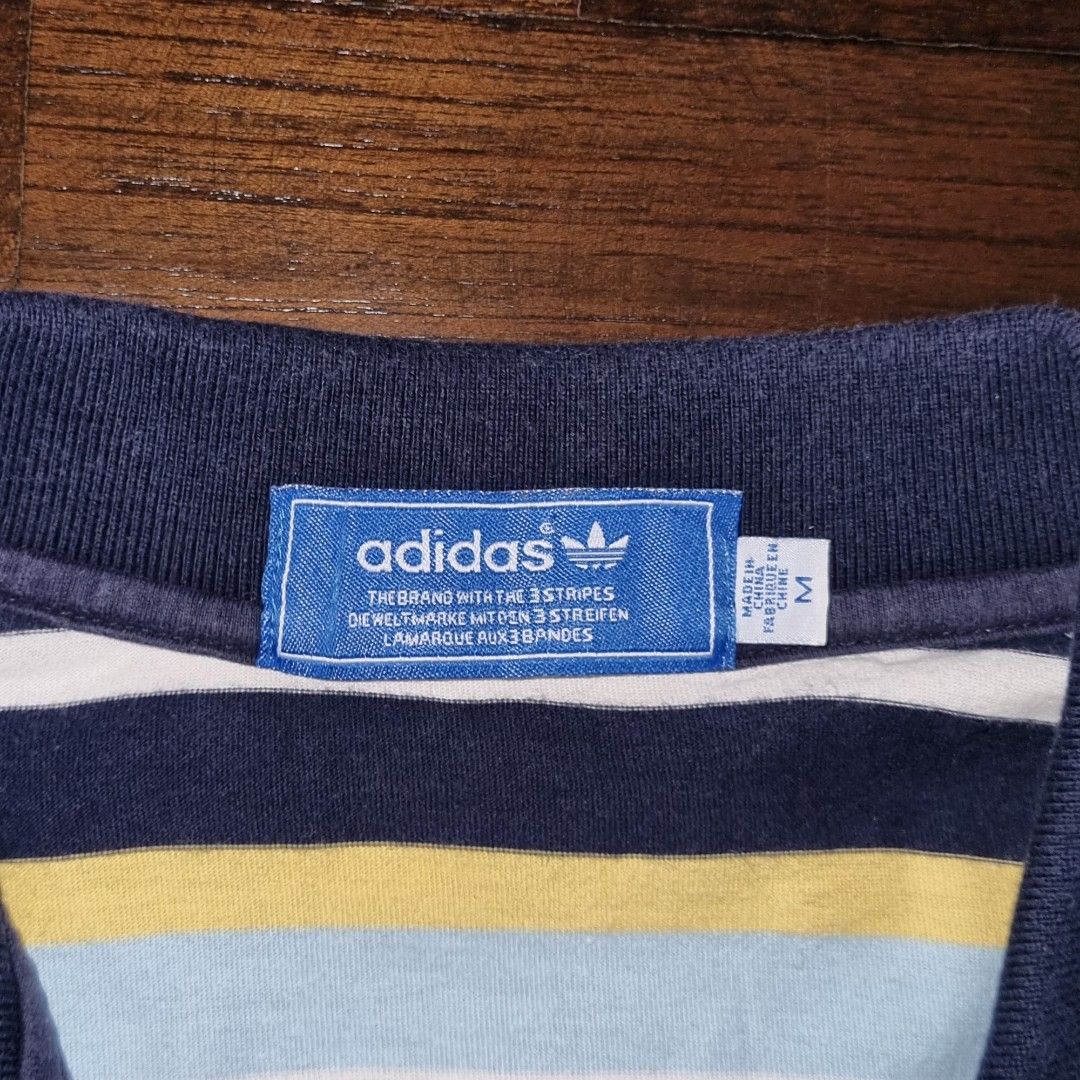 adidas®
THE BRAND WITH THE 3 STRIPES
DIE WELTMARKE MIT DEN 3 STREIFEN
LA MARQUE AUX 3 BANDES
MADE IN
CHINA
FABRIQUE EN
CHINE
M